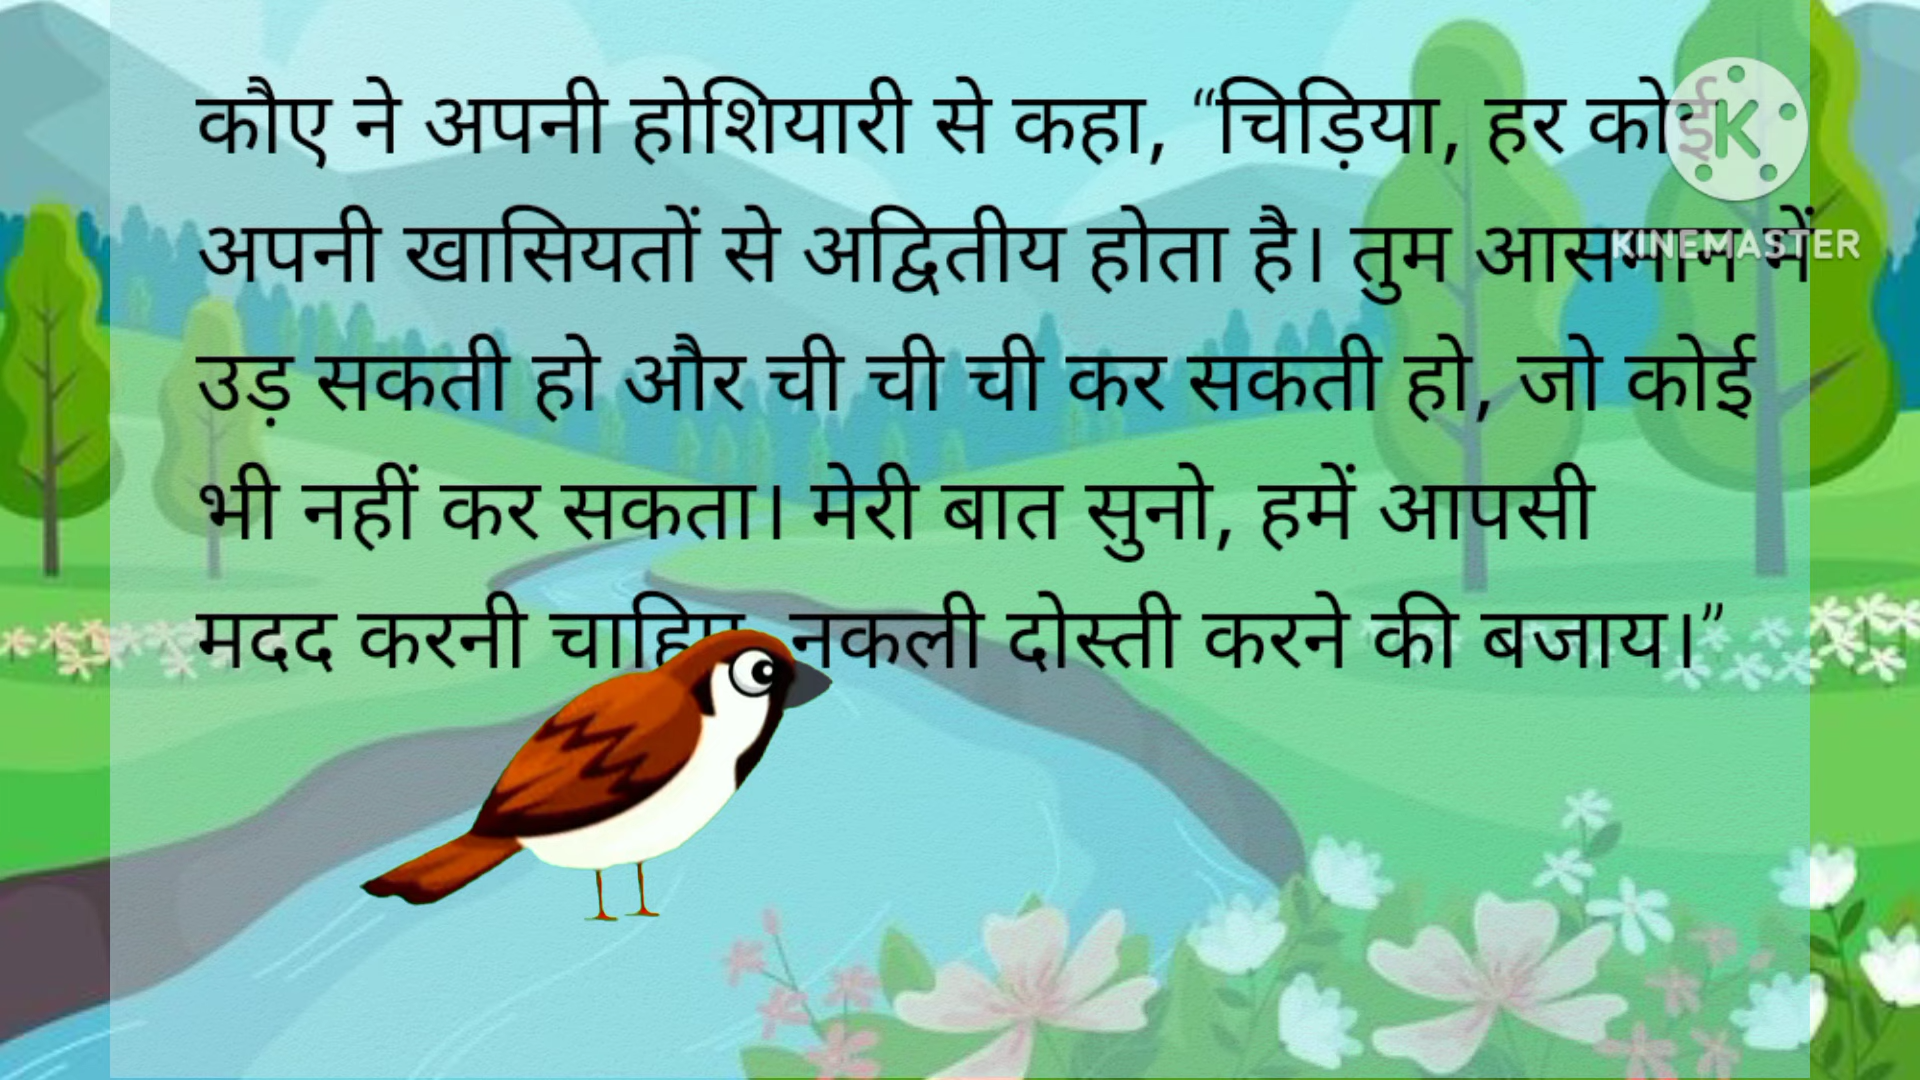 कौए ने अपनी होशियारी से कहा, “चिड़िया, हर कोई
अपनी खासियतों से अद्वितीय होता है। तुम आसमान में
उड़ सकती हो और ची ची ची कर सकती हो, जो कोई
भी नहीं कर सकता। मेरी बात सुनो, हमें आपसी
मदद करनी चाहिए, नकली दोस्ती करने की बजाय।”
K
KINEMASTER